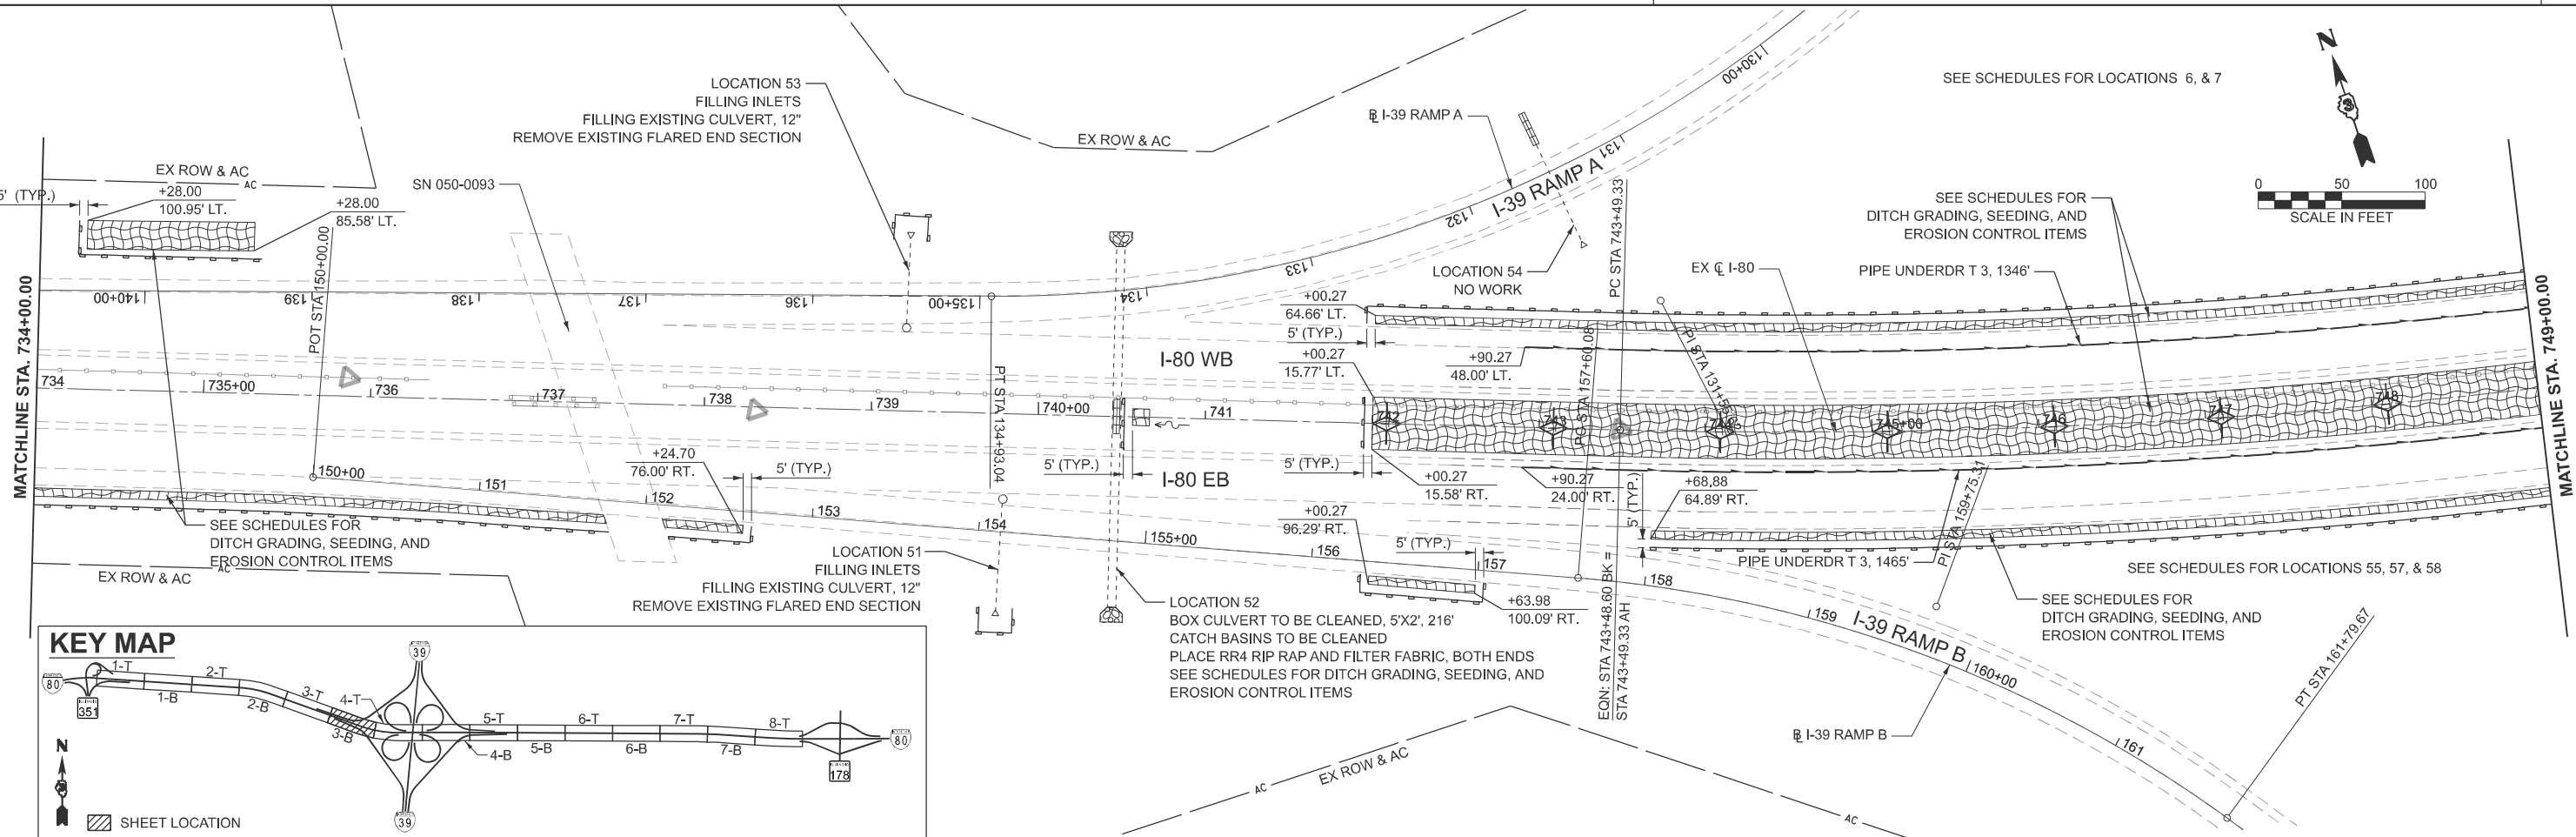 LOCATION 53
FILLING INLETS
FILLING EXISTING CULVERT, 12"
REMOVE EXISTING FLARED END SECTION
EX ROW & AC
SEE SCHEDULES FOR LOCATIONS 6, & 7
N
3
0 50 100
SCALE IN FEET
℄ I-39 RAMP A
I-39 RAMP A
130+00
131
132
133
134
135+00
136
137
138
139
140+00
EX ROW & AC
AC
5' (TYP.)
+28.00
100.95' LT.
+28.00
85.58' LT.
SN 050-0093
POT STA 150+00.00
MATCHLINE STA. 734+00.00
LOCATION 54
NO WORK
PC STA 743+49.33
EX ℄ I-80
SEE SCHEDULES FOR
DITCH GRADING, SEEDING, AND
EROSION CONTROL ITEMS
PIPE UNDERDR T 3, 1346'
MATCHLINE STA. 749+00.00
+00.27
64.66' LT.
5' (TYP.)
+00.27
15.77' LT.
+90.27
48.00' LT.
I-80 WB
PI STA 131+56
PC STA 157+60.08
PT STA 134+93.04
734
735+00
736
737
738
739
740+00
741
742
743
744
745+00
746
747
748
I-80 EB
5' (TYP.)
5' (TYP.)
+00.27
15.58' RT.
+90.27
24.00' RT.
5' (TYP.)
+68.88
64.89' RT.
+24.70
76.00' RT.
5' (TYP.)
150+00
151
152
153
154
155+00
156
157
158
159
160+00
161
SEE SCHEDULES FOR
DITCH GRADING, SEEDING, AND
EROSION CONTROL ITEMS
EX ROW & AC
AC
LOCATION 51
FILLING INLETS
FILLING EXISTING CULVERT, 12"
REMOVE EXISTING FLARED END SECTION
LOCATION 52
BOX CULVERT TO BE CLEANED, 5'X2', 216'
CATCH BASINS TO BE CLEANED
PLACE RR4 RIP RAP AND FILTER FABRIC, BOTH ENDS
SEE SCHEDULES FOR DITCH GRADING, SEEDING, AND
EROSION CONTROL ITEMS
+00.27
96.29' RT.
5' (TYP.)
+63.98
100.09' RT.
EQN: STA 743+48.60 BK =
STA 743+49.33 AH
PIPE UNDERDR T 3, 1465'
PI STA 159+75.31
SEE SCHEDULES FOR LOCATIONS 55, 57, & 58
SEE SCHEDULES FOR
DITCH GRADING, SEEDING, AND
EROSION CONTROL ITEMS
I-39 RAMP B
℄ I-39 RAMP B
PT STA 161+79.67
AC
EX ROW & AC
AC
KEY MAP
80
351
1-T
1-B
2-T
2-B
3-T
3-B
4-T
4-B
5-T
5-B
6-T
6-B
7-T
7-B
8-T
39
39
80
178
N
SHEET LOCATION